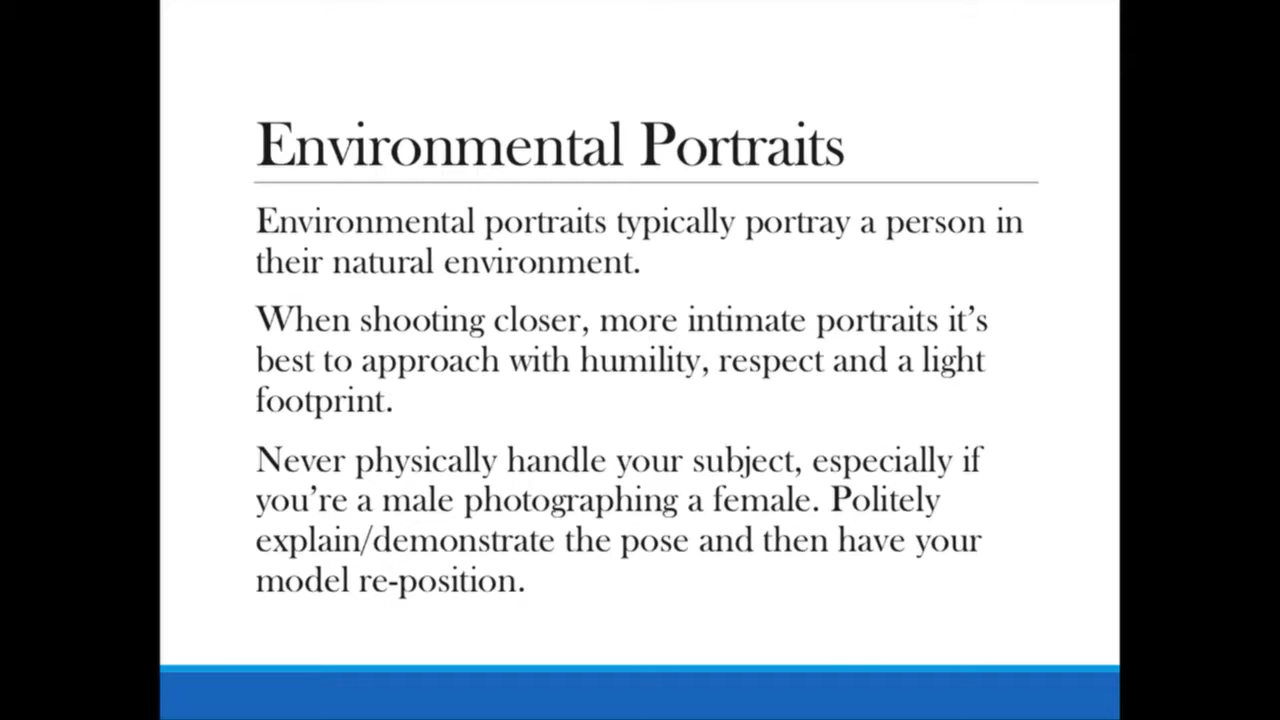 Environmental Portraits
Environmental portraits typically portray a person in
their natural environment.
When shooting closer, more intimate portraits it’s
best to approach with humility, respect and a light
footprint.
Never physically handle your subject, especially if
you’re a male photographing a female. Politely
explain/demonstrate the pose and then have your
model re-position.